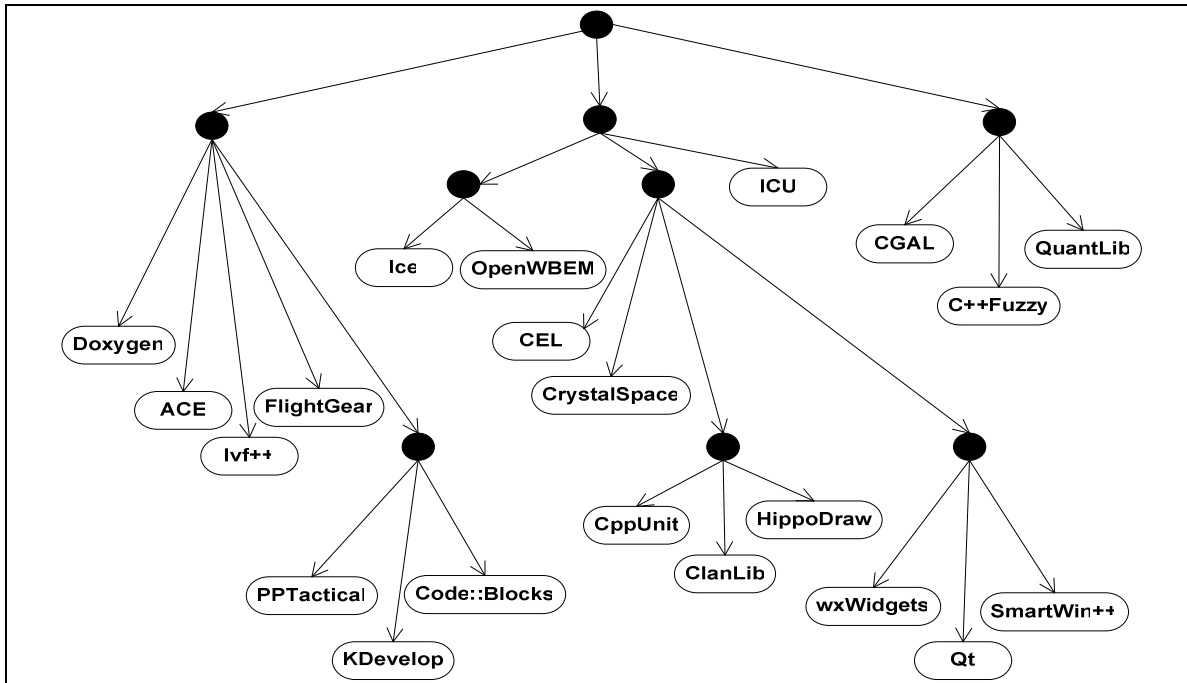 ICU
CGAL
QuantLib
Ice
OpenWBEM
C++Fuzzy
Doxygen
CEL
ACE
FlightGear
CrystalSpace
Ivf++
CppUnit
HippoDraw
ClanLib
PPTactical
Code::Blocks
wxWidgets
SmartWin++
KDevelop
Qt